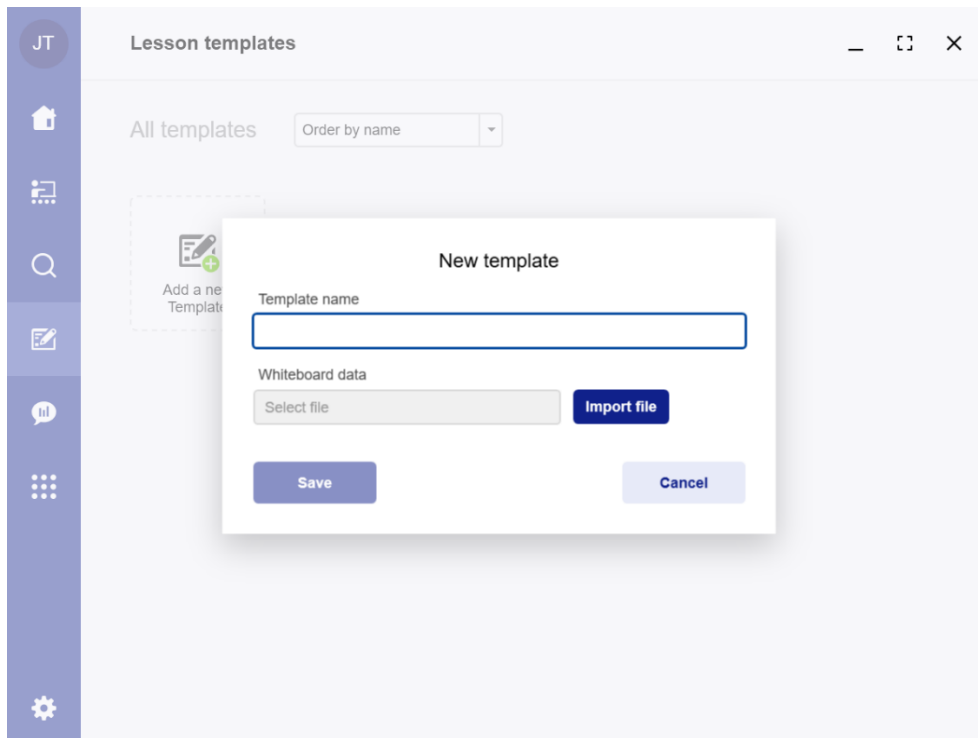 JT
Lesson templates
All templates
Order by name
Add a ne
Template
New template
Template name
Whiteboard data
Select file
Import file
Save
Cancel